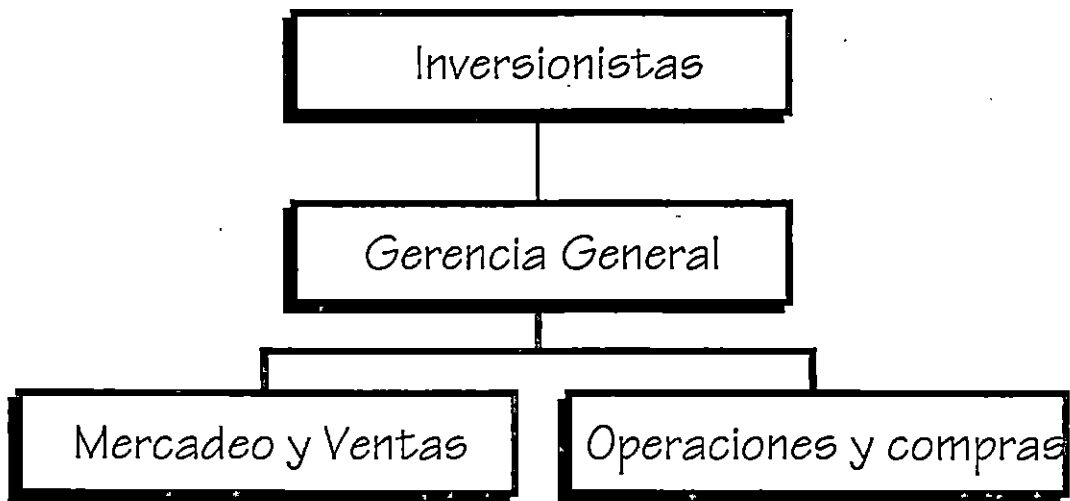 Inversionistas
Gerencia General
Mercadeo y Ventas
Operaciones y compras